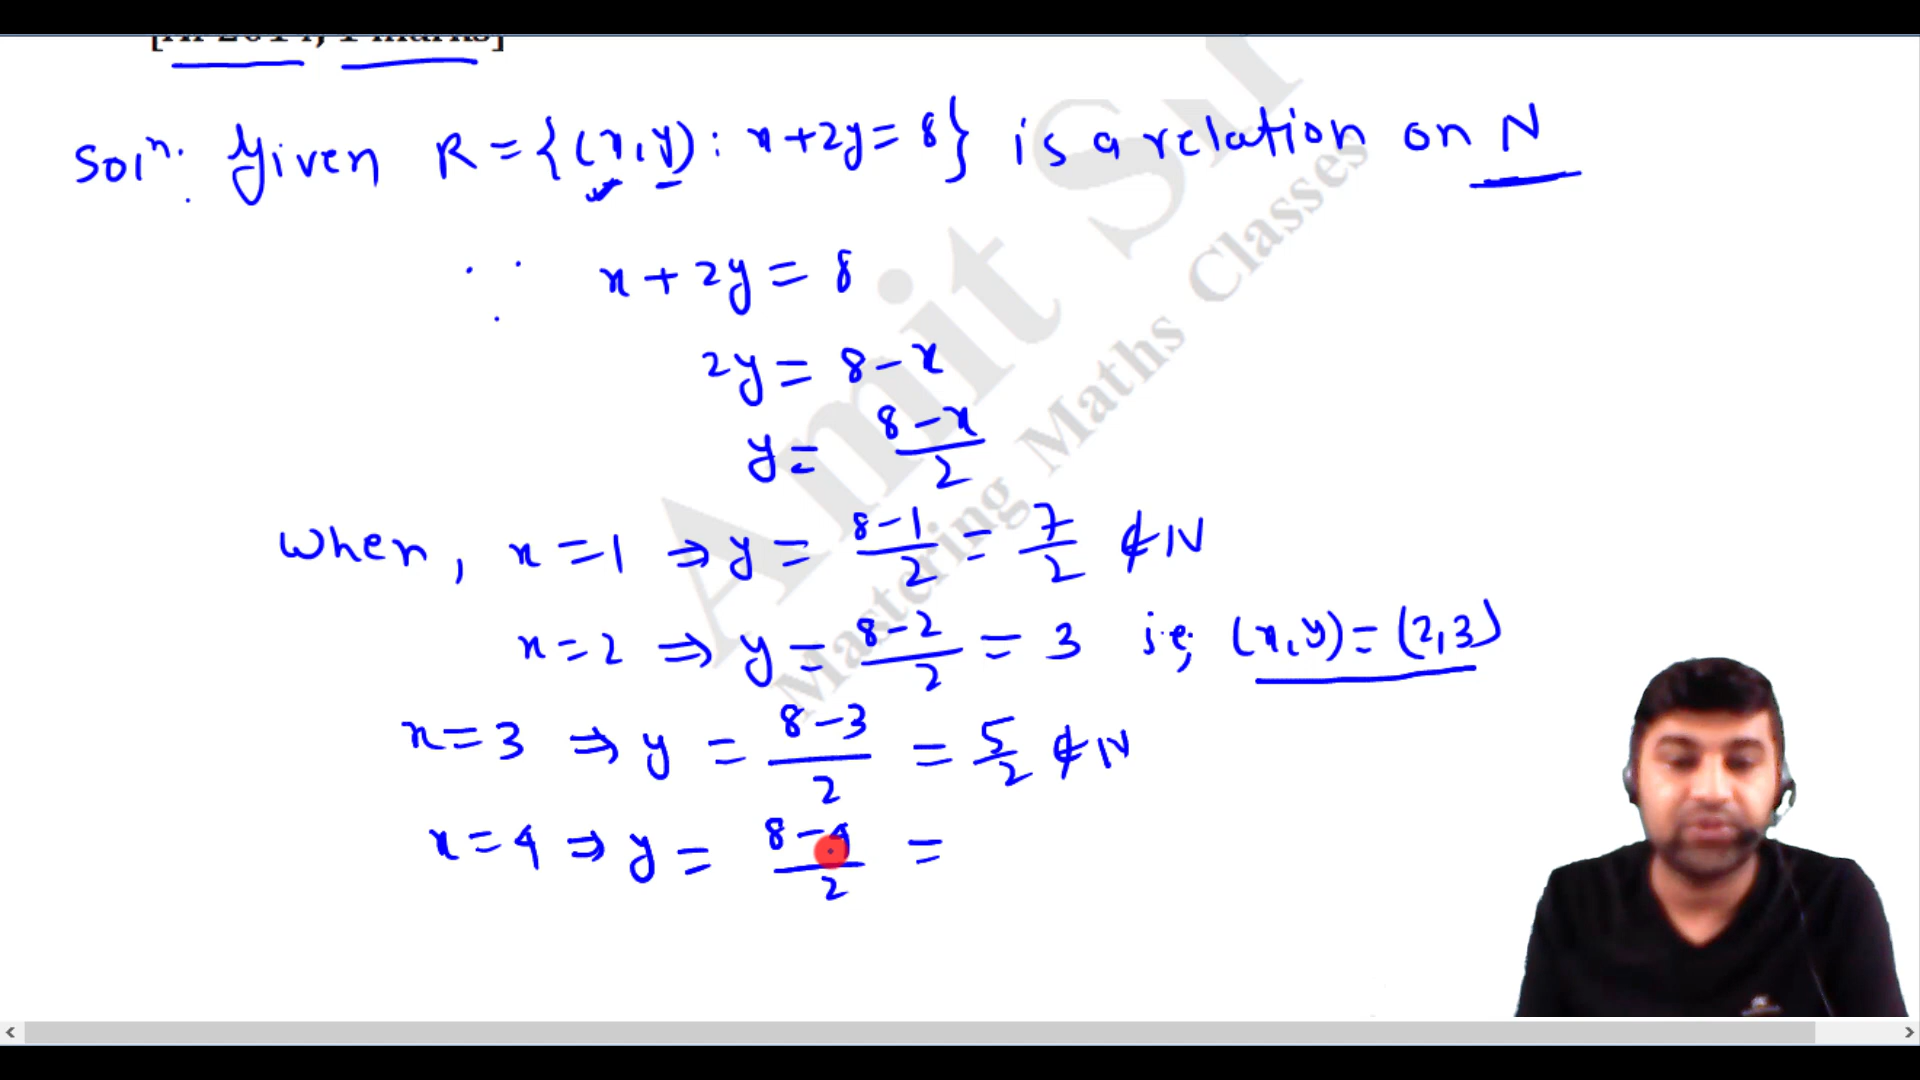 Solⁿ: Given R = {(x,y) : x+2y=8} is a relation on N
∵ x + 2y = 8
2y = 8 - x
y = (8-x)/2
When, x = 1 ⇒ y = (8-1)/2 = 7/2 ∉ N
x = 2 ⇒ y = (8-2)/2 = 3 i.e; (x,y) = (2,3)
x = 3 ⇒ y = (8-3)/2 = 5/2 ∉ N
x = 4 ⇒ y = (8-4)/2 =
Amit Sir
Mastering Maths Classes